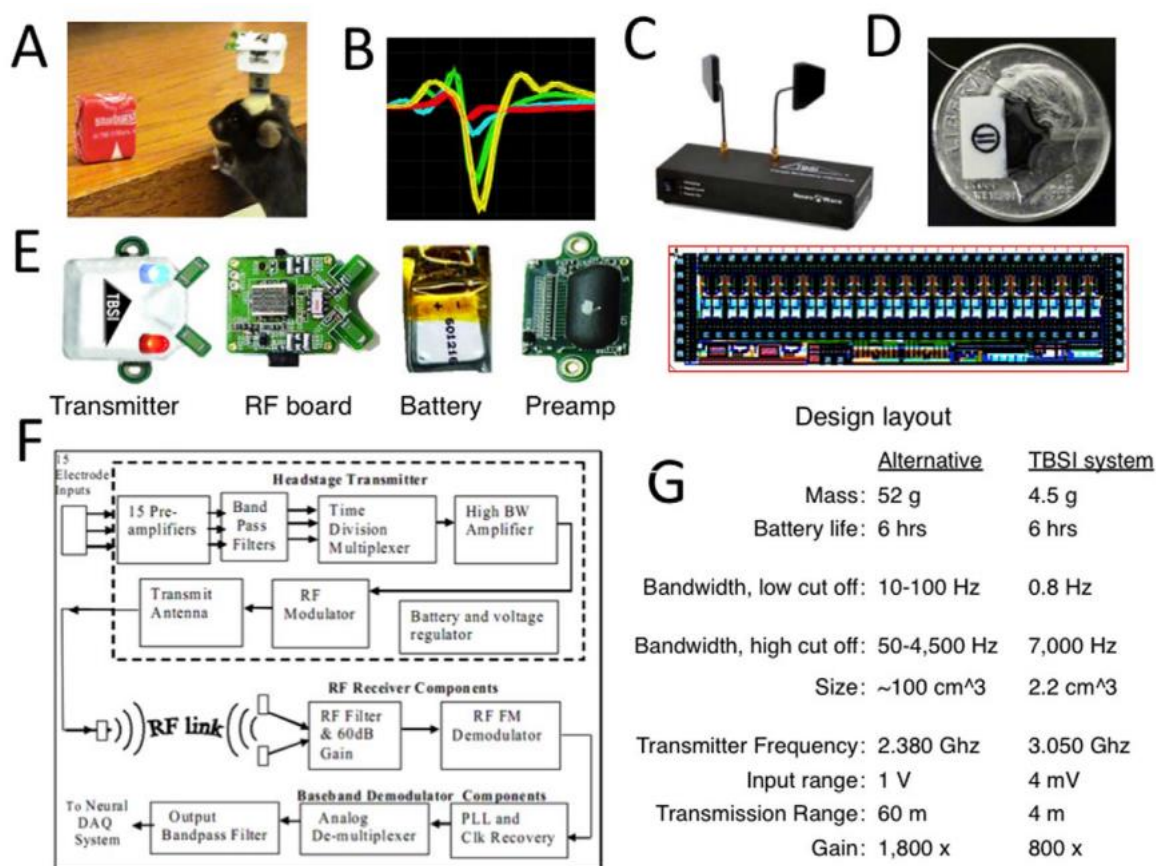 A
B
C
D
TBSI
E
TBSI
601216
Transmitter
RF board
Battery
Preamp
Design layout
F
15
Electrode
Inputs
Headstage Transmitter
15 Pre-
amplifiers
Band
Pass
Filters
Time
Division
Multiplexer
High BW
Amplifier
Transmit
Antenna
RF
Modulator
Battery and voltage
regulator
RF Receiver Components
RF link
RF Filter
& 60dB
Gain
RF FM
Demodulator
Baseband Demodulator Components
To Neural
DAQ
System
Output
Bandpass Filter
Analog
De-multiplexer
PLL and
Clk Recovery
G
Alternative TBSI system
Mass: 52 g 4.5 g
Battery life: 6 hrs 6 hrs
Bandwidth, low cut off: 10-100 Hz 0.8 Hz
Bandwidth, high cut off: 50-4,500 Hz 7,000 Hz
Size: ~100 cm^3 2.2 cm^3
Transmitter Frequency: 2.380 Ghz 3.050 Ghz
Input range: 1 V 4 mV
Transmission Range: 60 m 4 m
Gain: 1,800 x 800 x